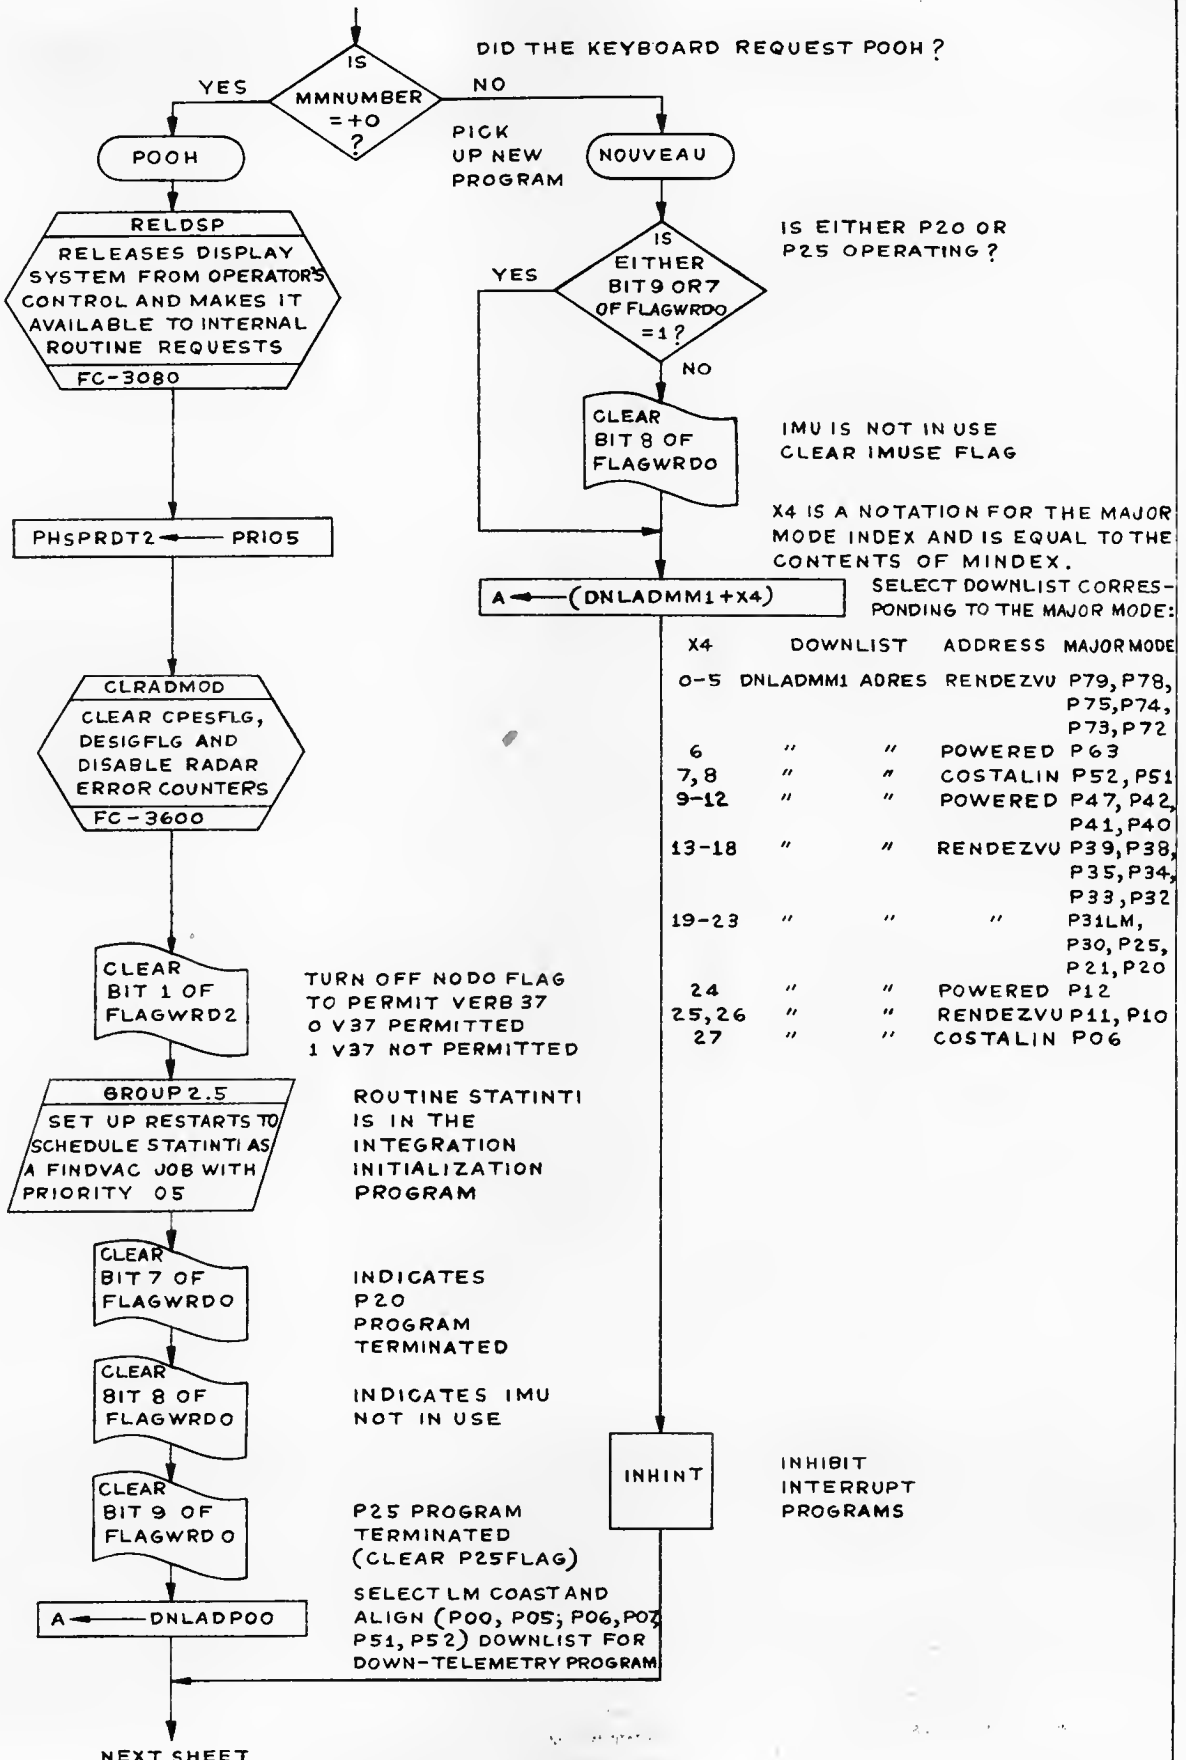 DID THE KEYBOARD REQUEST POOH?
IS
MMNUMBER
= +0
?
YES
NO
POOH
PICK
UP NEW
PROGRAM
NOUVEAU
RELDSP
RELEASES DISPLAY
SYSTEM FROM OPERATOR'S
CONTROL AND MAKES IT
AVAILABLE TO INTERNAL
ROUTINE REQUESTS
FC-3080
IS EITHER P20 OR
P25 OPERATING?
IS
EITHER
BIT 9 OR 7
OF FLAGWRD0
=1?
YES
NO
CLEAR
BIT 8 OF
FLAGWRD0
IMU IS NOT IN USE
CLEAR IMUSE FLAG
PHSPRDT2 ← PRIO5
X4 IS A NOTATION FOR THE MAJOR
MODE INDEX AND IS EQUAL TO THE
CONTENTS OF MINDEX.
A ← (DNLADMM1+X4)
SELECT DOWNLIST CORRES-
PONDING TO THE MAJOR MODE:
X4 DOWNLIST ADDRESS MAJOR MODE
0-5 DNLADMM1 ADRES RENDEZVU P79, P78,
P75, P74,
P73, P72
6 " " POWERED P63
7, 8 " " COSTALIN P52, P51
9-12 " " POWERED P47, P42,
P41, P40
13-18 " " RENDEZVU P39, P38,
P35, P34,
P33, P32
19-23 " " " P31LM,
P30, P25,
P21, P20
24 " " POWERED P12
25, 26 " " RENDEZVU P11, P10
27 " " COSTALIN P06
CLRADMOD
CLEAR CPESFLG,
DESIGFLG AND
DISABLE RADAR
ERROR COUNTERS
FC-3600
CLEAR
BIT 1 OF
FLAGWRD2
TURN OFF NODO FLAG
TO PERMIT VERB 37
0 V37 PERMITTED
1 V37 NOT PERMITTED
GROUP 2.5
SET UP RESTARTS TO
SCHEDULE STATINTI AS
A FINDVAC JOB WITH
PRIORITY 05
ROUTINE STATINTI
IS IN THE
INTEGRATION
INITIALIZATION
PROGRAM
CLEAR
BIT 7 OF
FLAGWRD0
INDICATES
P20
PROGRAM
TERMINATED
CLEAR
BIT 8 OF
FLAGWRD0
INDICATES IMU
NOT IN USE
INHINT
INHIBIT
INTERRUPT
PROGRAMS
CLEAR
BIT 9 OF
FLAGWRD0
P25 PROGRAM
TERMINATED
(CLEAR P25FLAG)
A ← DNLADP00
SELECT LM COAST AND
ALIGN (P00, P05; P06, P07,
P51, P52) DOWNLIST FOR
DOWN-TELEMETRY PROGRAM
NEXT SHEET